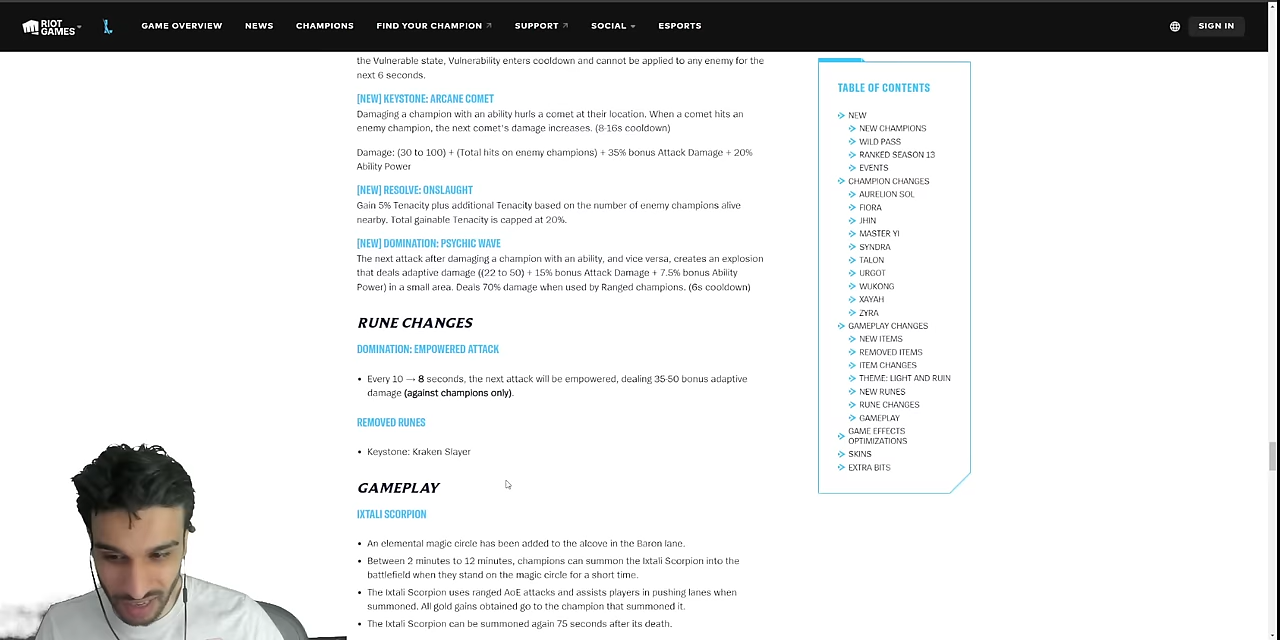 RIOT GAMES
GAME OVERVIEW
NEWS
CHAMPIONS
FIND YOUR CHAMPION
SUPPORT
SOCIAL
ESPORTS
SIGN IN
the Vulnerable state, Vulnerability enters cooldown and cannot be applied to any enemy for the
next 6 seconds.
[NEW] KEYSTONE: ARCANE COMET
Damaging a champion with an ability hurls a comet at their location. When a comet hits an
enemy champion, the next comet's damage increases. (8-16s cooldown)
Damage: (30 to 100) + (Total hits on enemy champions) + 35% bonus Attack Damage + 20%
Ability Power
[NEW] RESOLVE: ONSLAUGHT
Gain 5% Tenacity plus additional Tenacity based on the number of enemy champions alive
nearby. Total gainable Tenacity is capped at 20%.
[NEW] DOMINATION: PSYCHIC WAVE
The next attack after damaging a champion with an ability, and vice versa, creates an explosion
that deals adaptive damage ((22 to 50) + 15% bonus Attack Damage + 7.5% bonus Ability
Power) in a small area. Deals 70% damage when used by Ranged champions. (6s cooldown)
RUNE CHANGES
DOMINATION: EMPOWERED ATTACK
• Every 10 → 8 seconds, the next attack will be empowered, dealing 35-50 bonus adaptive
damage (against champions only).
REMOVED RUNES
• Keystone: Kraken Slayer
GAMEPLAY
IXTALI SCORPION
• An elemental magic circle has been added to the alcove in the Baron lane.
• Between 2 minutes to 12 minutes, champions can summon the Ixtali Scorpion into the
battlefield when they stand on the magic circle for a short time.
• The Ixtali Scorpion uses ranged AoE attacks and assists players in pushing lanes when
summoned. All gold gains obtained go to the champion that summoned it.
• The Ixtali Scorpion can be summoned again 75 seconds after its death.
TABLE OF CONTENTS
NEW
NEW CHAMPIONS
WILD PASS
RANKED SEASON 13
EVENTS
CHAMPION CHANGES
AURELION SOL
FIORA
JHIN
MASTER YI
SYNDRA
TALON
URGOT
WUKONG
XAYAH
ZYRA
GAMEPLAY CHANGES
NEW ITEMS
REMOVED ITEMS
ITEM CHANGES
THEME: LIGHT AND RUIN
NEW RUNES
RUNE CHANGES
GAMEPLAY
GAME EFFECTS
OPTIMIZATIONS
SKINS
EXTRA BITS